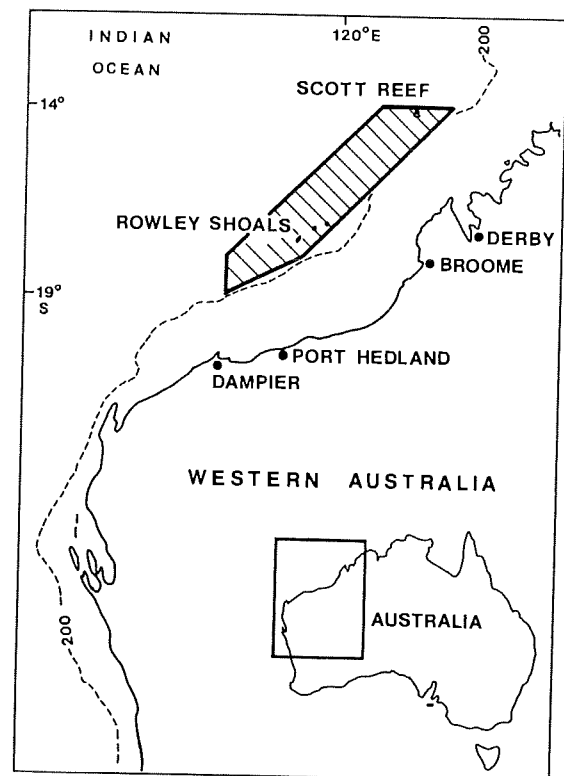 INDIAN
OCEAN
120°E
200
SCOTT REEF
14°
ROWLEY SHOALS
DERBY
BROOME
19°
S
PORT HEDLAND
DAMPIER
WESTERN AUSTRALIA
AUSTRALIA
200